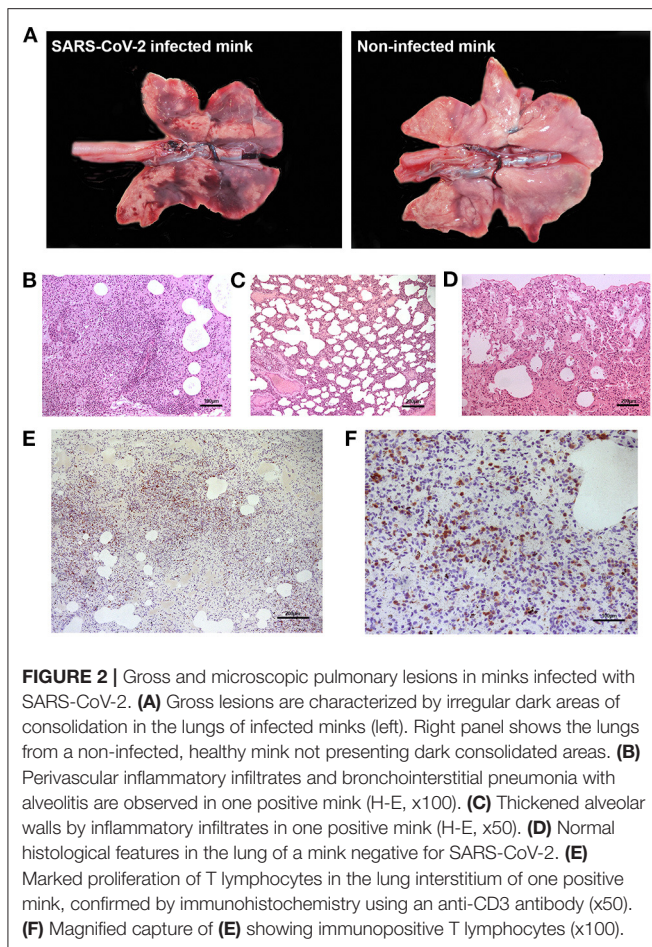 A
SARS-CoV-2 infected mink
Non-infected mink
B
C
D
100µm
200µm
200µm
E
F
200µm
100µm
FIGURE 2 | Gross and microscopic pulmonary lesions in minks infected with
SARS-CoV-2. (A) Gross lesions are characterized by irregular dark areas of
consolidation in the lungs of infected minks (left). Right panel shows the lungs
from a non-infected, healthy mink not presenting dark consolidated areas. (B)
Perivascular inflammatory infiltrates and bronchointerstitial pneumonia with
alveolitis are observed in one positive mink (H-E, x100). (C) Thickened alveolar
walls by inflammatory infiltrates in one positive mink (H-E, x50). (D) Normal
histological features in the lung of a mink negative for SARS-CoV-2. (E)
Marked proliferation of T lymphocytes in the lung interstitium of one positive
mink, confirmed by immunohistochemistry using an anti-CD3 antibody (x50).
(F) Magnified capture of (E) showing immunopositive T lymphocytes (x100).